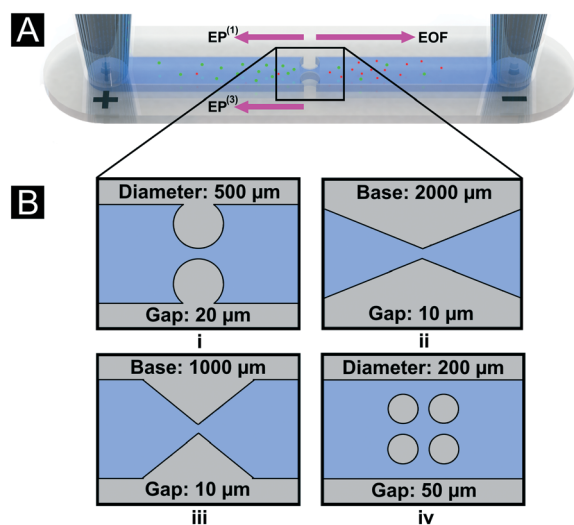 A
EP(1)
EOF
+
−
EP(3)
B
Diameter: 500 µm
Gap: 20 µm
i
Base: 2000 µm
Gap: 10 µm
ii
Base: 1000 µm
Gap: 10 µm
iii
Diameter: 200 µm
Gap: 50 µm
iv